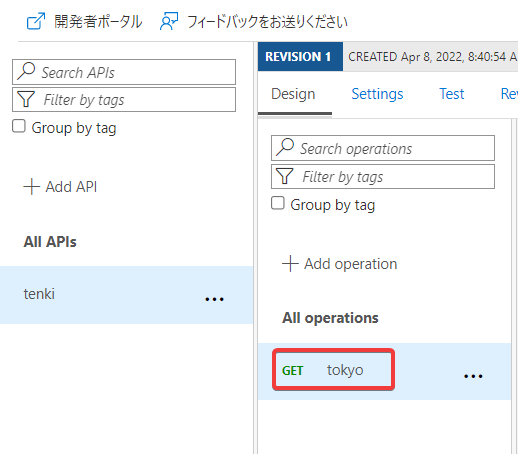 開発者ポータル フィードバックをお送りください
Search APIs
Filter by tags
Group by tag
Add API
All APIs
tenki
REVISION 1 CREATED Apr 8, 2022, 8:40:54 A
Design Settings Test Re
Search operations
Filter by tags
Group by tag
Add operation
All operations
GET tokyo